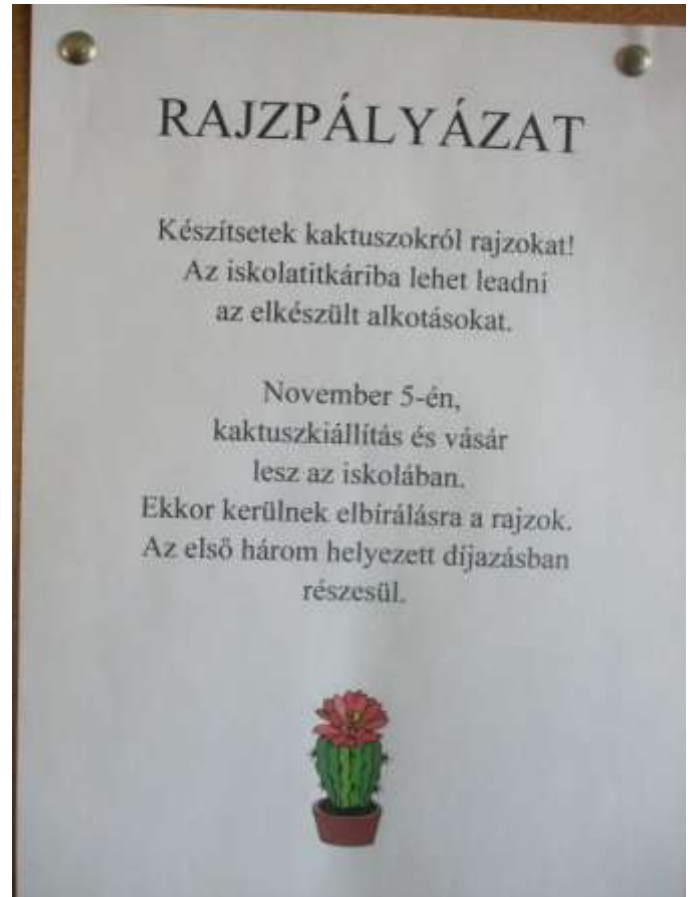 RAJZPÁLYÁZAT
Készítsetek kaktuszokról rajzokat!
Az iskolatitkáriba lehet leadni
az elkészült alkotásokat.
November 5-én,
kaktuszkiállítás és vásár
lesz az iskolában.
Ekkor kerülnek elbírálásra a rajzok.
Az első három helyezett díjazásban
részesül.